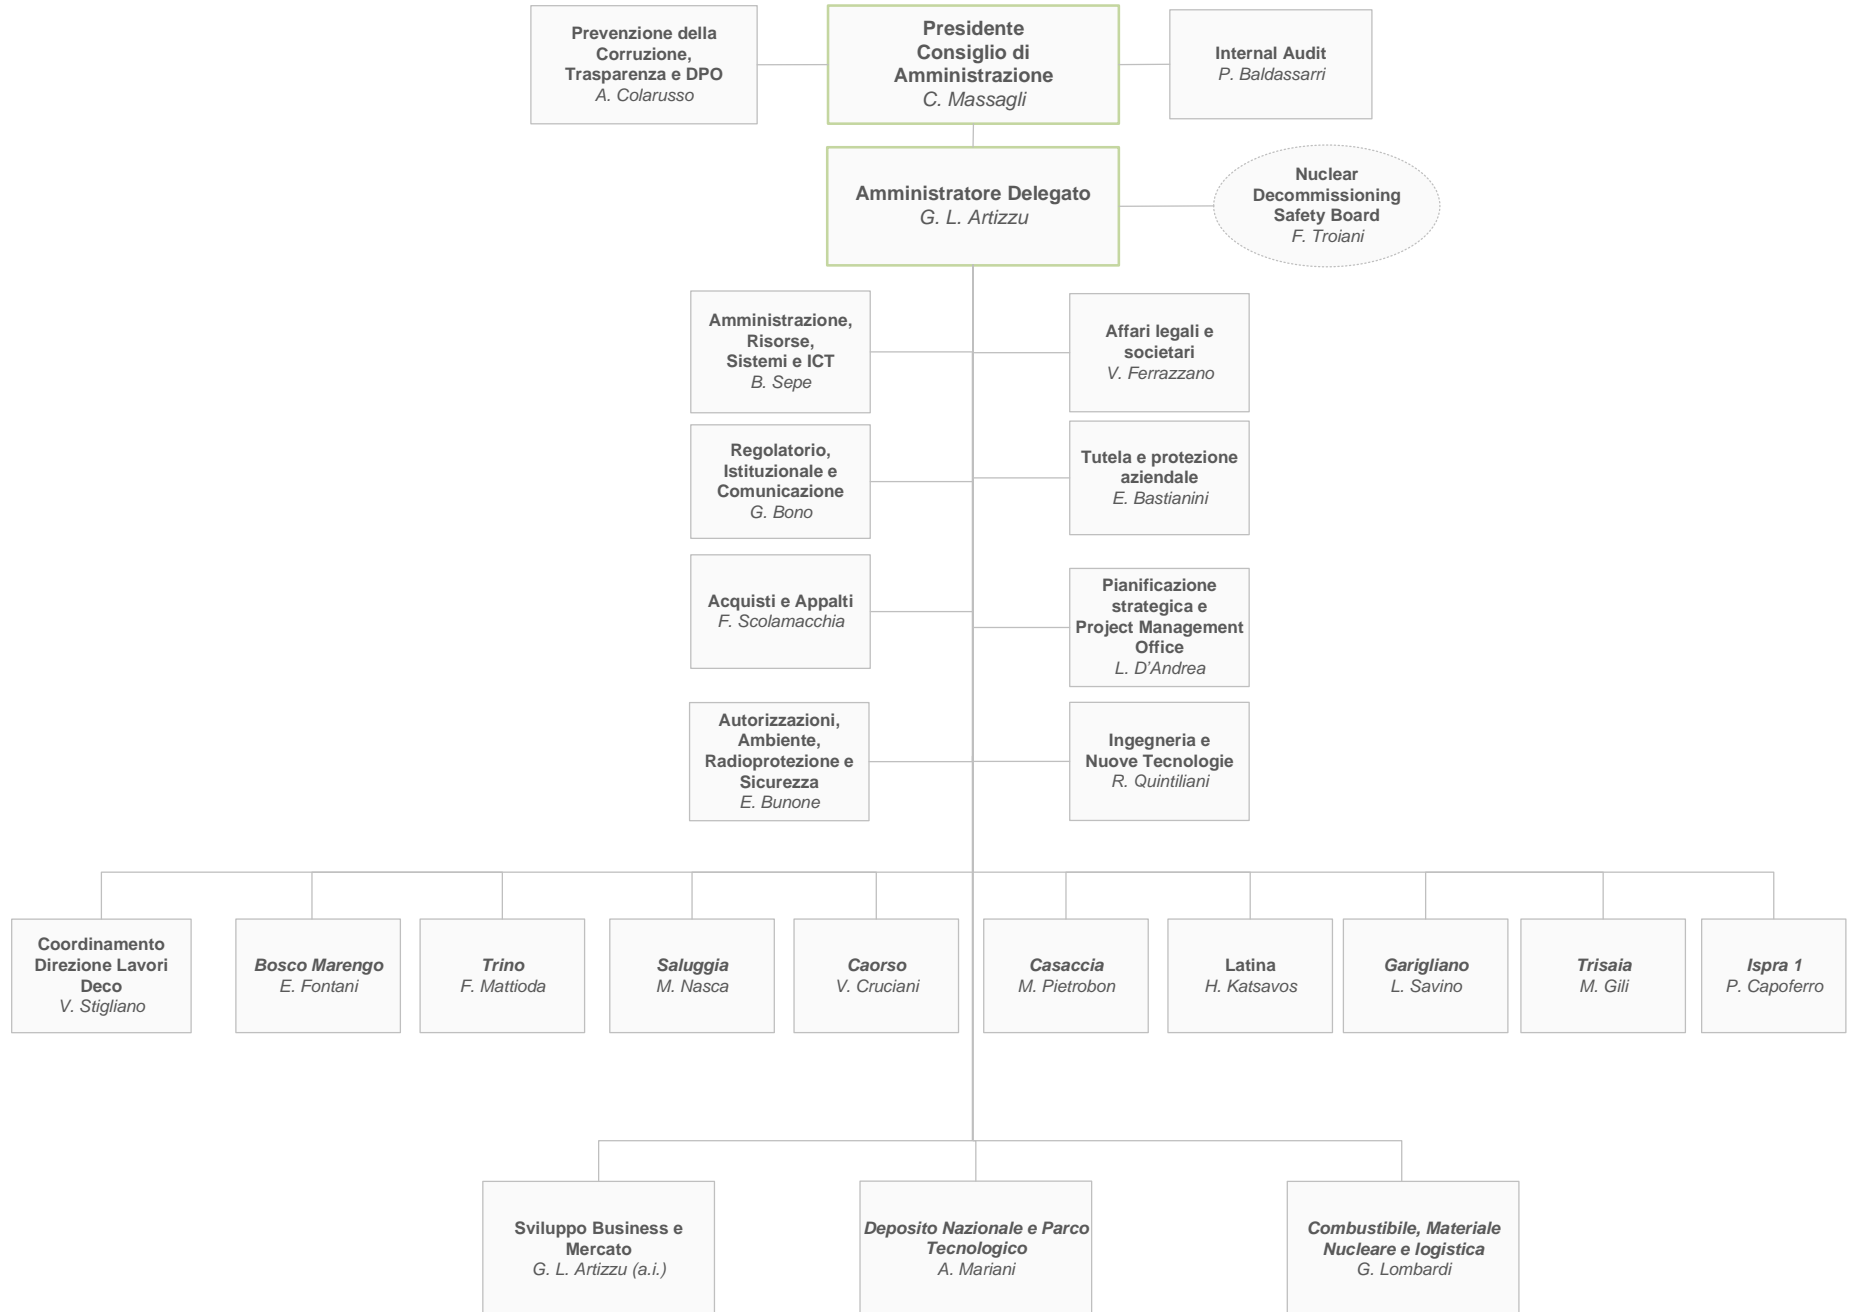 Prevenzione della
Corruzione,
Trasparenza e DPO
A. Colarusso
Presidente
Consiglio di
Amministrazione
C. Massagli
Internal Audit
P. Baldassarri
Amministratore Delegato
G. L. Artizzu
Nuclear
Decommissioning
Safety Board
F. Troiani
Amministrazione,
Risorse,
Sistemi e ICT
B. Sepe
Affari legali e
societari
V. Ferrazzano
Regolatorio,
Istituzionale e
Comunicazione
G. Bono
Tutela e protezione
aziendale
E. Bastianini
Acquisti e Appalti
F. Scolamacchia
Pianificazione
strategica e
Project Management
Office
L. D’Andrea
Autorizzazioni,
Ambiente,
Radioprotezione e
Sicurezza
E. Bunone
Ingegneria e
Nuove Tecnologie
R. Quintiliani
Coordinamento
Direzione Lavori
Deco
V. Stigliano
Bosco Marengo
E. Fontani
Trino
F. Mattioda
Saluggia
M. Nasca
Caorso
V. Cruciani
Casaccia
M. Pietrobon
Latina
H. Katsavos
Garigliano
L. Savino
Trisaia
M. Gili
Ispra 1
P. Capoferro
Sviluppo Business e
Mercato
G. L. Artizzu (a.i.)
Deposito Nazionale e Parco
Tecnologico
A. Mariani
Combustibile, Materiale
Nucleare e logistica
G. Lombardi